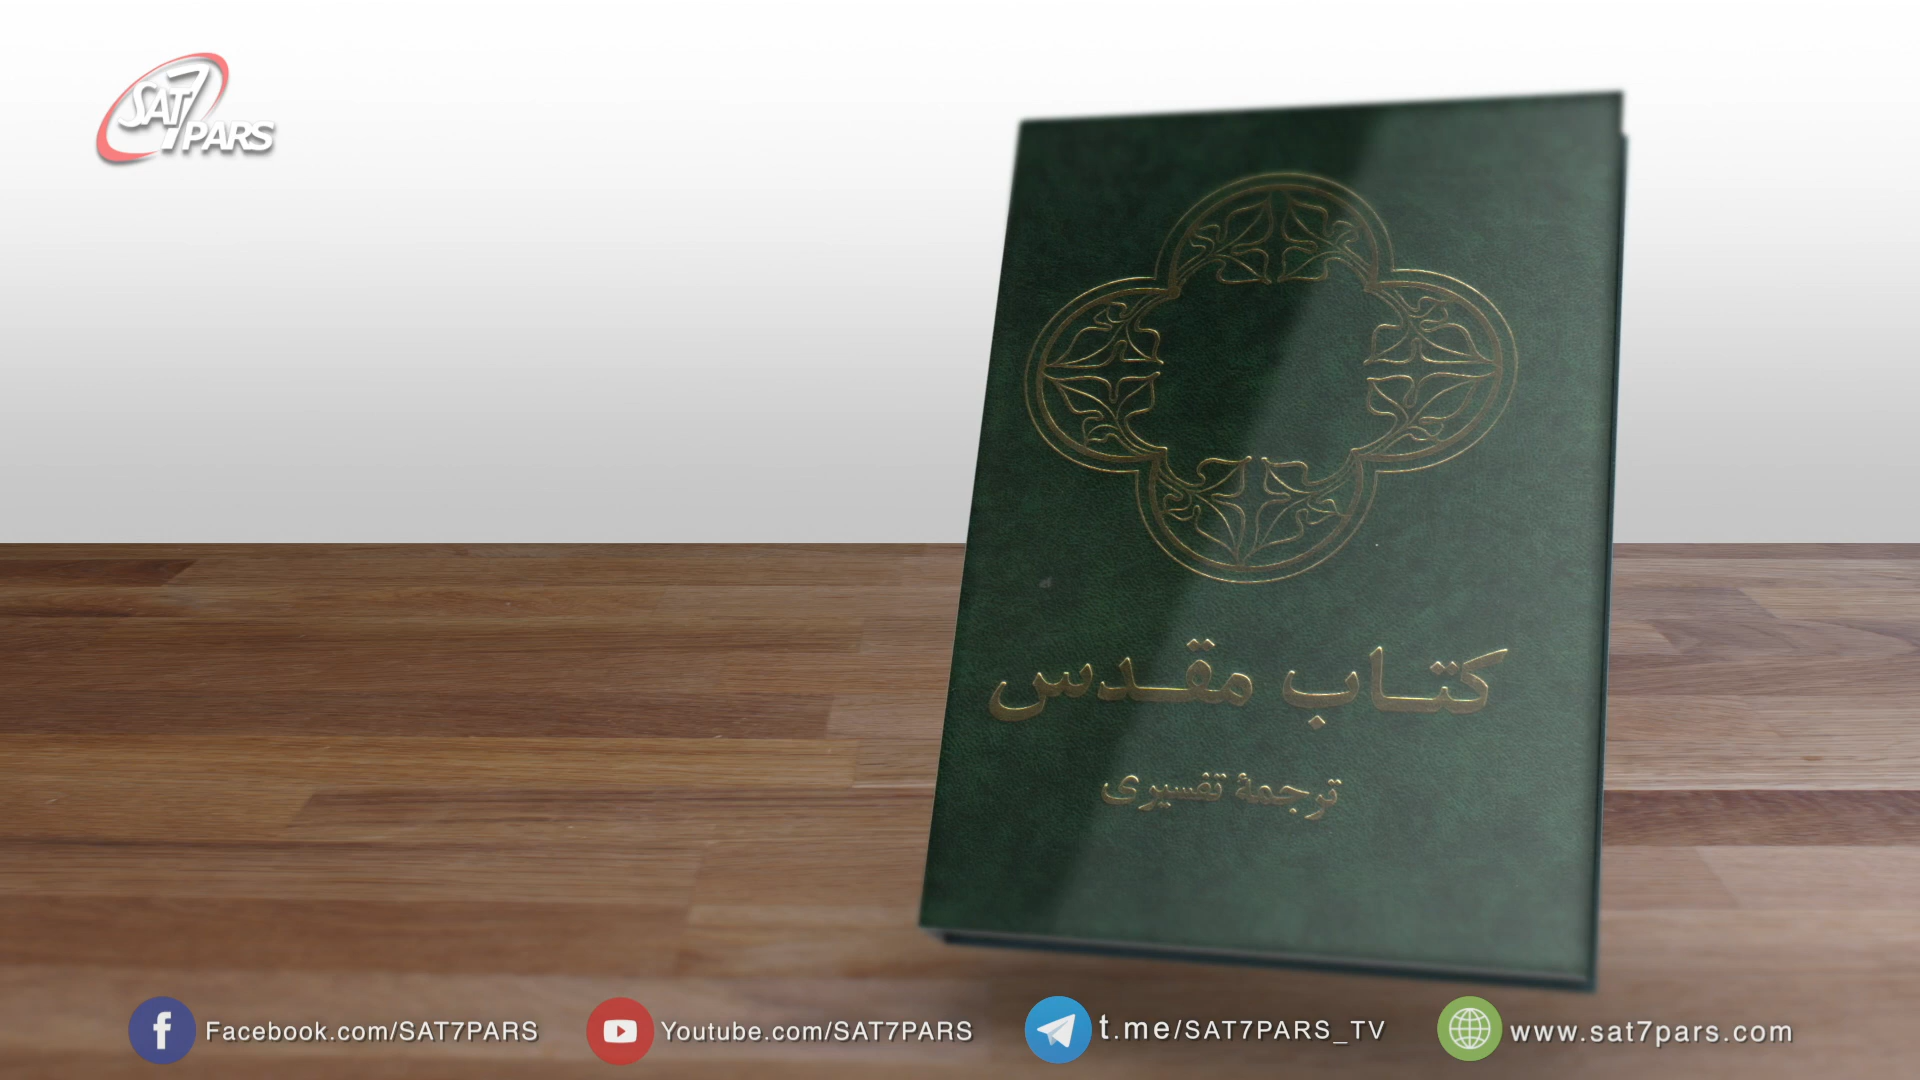 SAT7
PARS
کتاب مقدس
ترجمهٔ تفسیری
Facebook.com/SAT7PARS
Youtube.com/SAT7PARS
t.me/SAT7PARS_TV
www.sat7pars.com